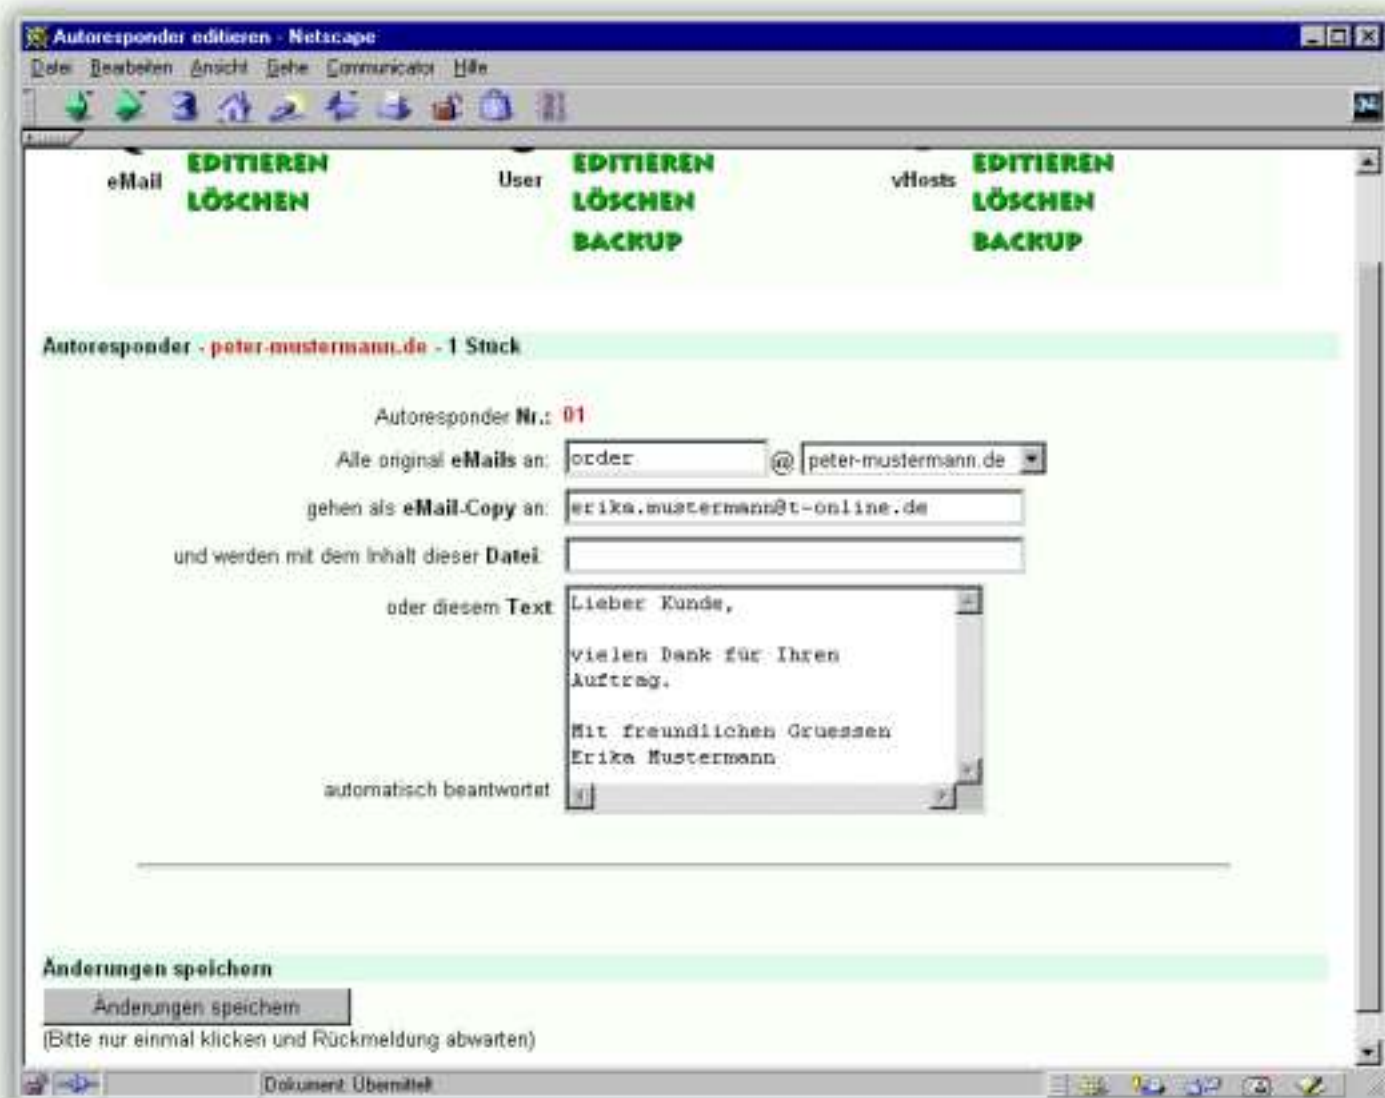 Autoresponder editieren - Netscape
Datei Bearbeiten Ansicht Gehe Communicator Hilfe
eMail EDITIEREN User EDITIEREN vHosts EDITIEREN
LÖSCHEN LÖSCHEN LÖSCHEN
BACKUP BACKUP
Autoresponder - peter-mustermann.de - 1 Stück
Autoresponder Nr.: 01
Alle original eMails an: order @ peter-mustermann.de
gehen als eMail-Copy an: erika.mustermann@t-online.de
und werden mit dem Inhalt dieser Datei:
oder diesem Text Lieber Kunde,
vielen Dank für Ihren
Auftrag.
Mit freundlichen Gruessen
Erika Mustermann
automatisch beantwortet
Änderungen speichern
Änderungen speichern
(Bitte nur einmal klicken und Rückmeldung abwarten)
Dokument: Übermittelt